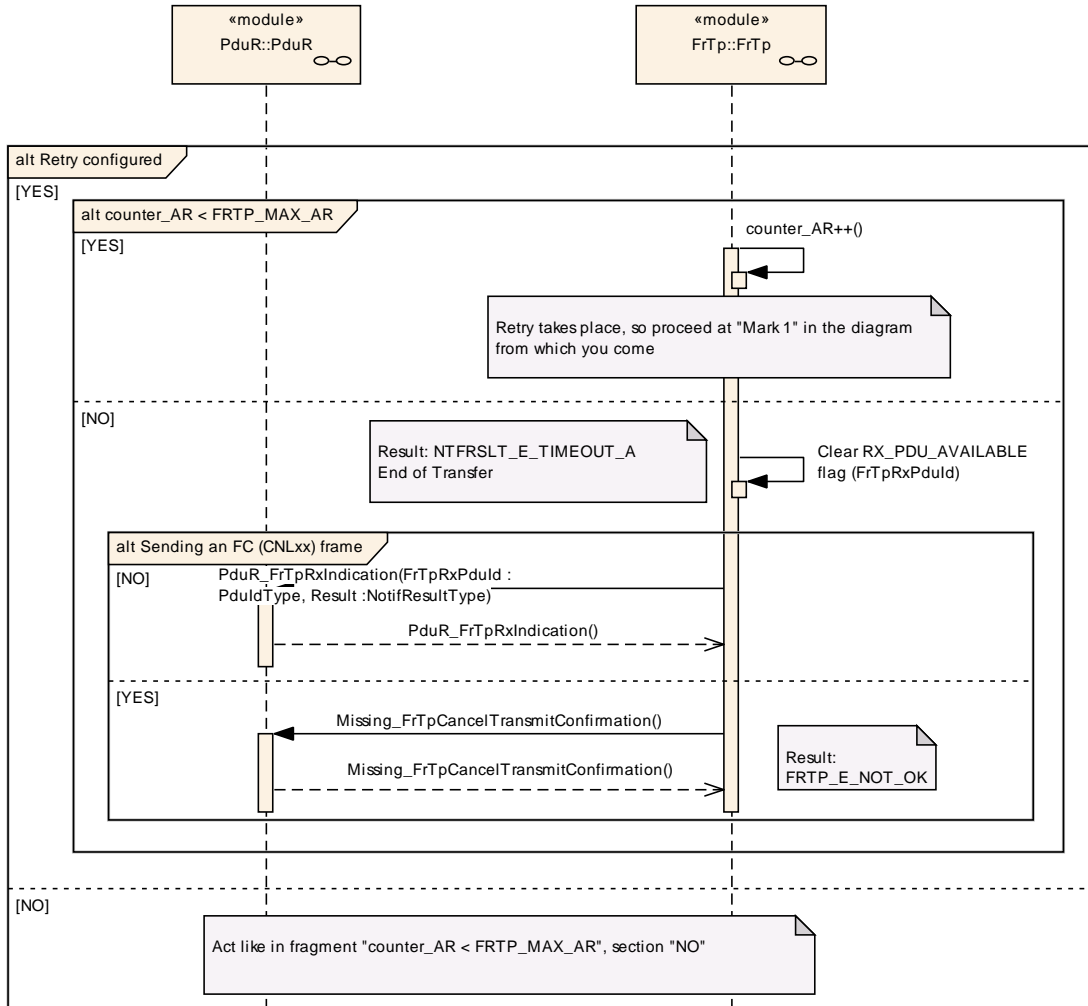 «module»
PduR::PduR
«module»
FrTp::FrTp
alt Retry configured
[YES]
alt counter_AR < FRTP_MAX_AR
[YES]
counter_AR++()
Retry takes place, so proceed at "Mark 1" in the diagram
from which you come
[NO]
Result: NTFRSLT_E_TIMEOUT_A
End of Transfer
Clear RX_PDU_AVAILABLE
flag (FrTpRxPduId)
alt Sending an FC (CNLxx) frame
[NO]
PduR_FrTpRxIndication(FrTpRxPduId :
PduIdType, Result :NotifResultType)
PduR_FrTpRxIndication()
[YES]
Missing_FrTpCancelTransmitConfirmation()
Result:
FRTP_E_NOT_OK
Missing_FrTpCancelTransmitConfirmation()
[NO]
Act like in fragment "counter_AR < FRTP_MAX_AR", section "NO"